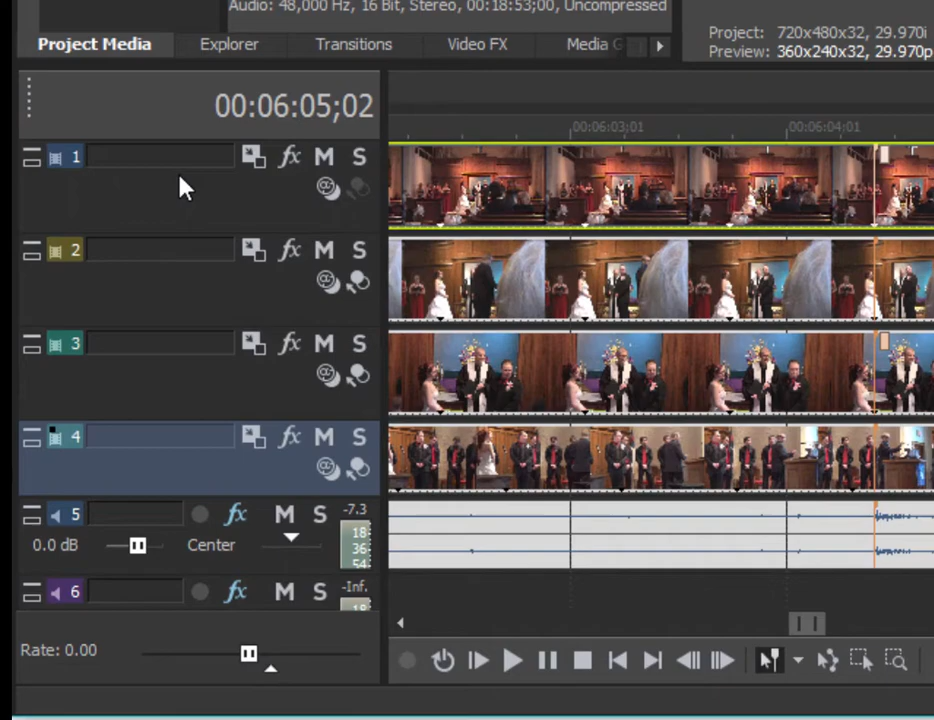 Audio: 48,000 Hz, 16 Bit, Stereo, 00:18:53;00, Uncompressed
Project Media Explorer Transitions Video FX Media G
Project: 720x480x32, 29.970i
Preview: 360x240x32, 29.970p
00:06:05;02
00:06:03;01 00:06:04;01
1 fx M S
2 fx M S
3 fx M S
4 fx M S
5 fx M S -7.3
0.0 dB Center 18
36
54
6 fx M S -Inf.
18
Rate: 0.00